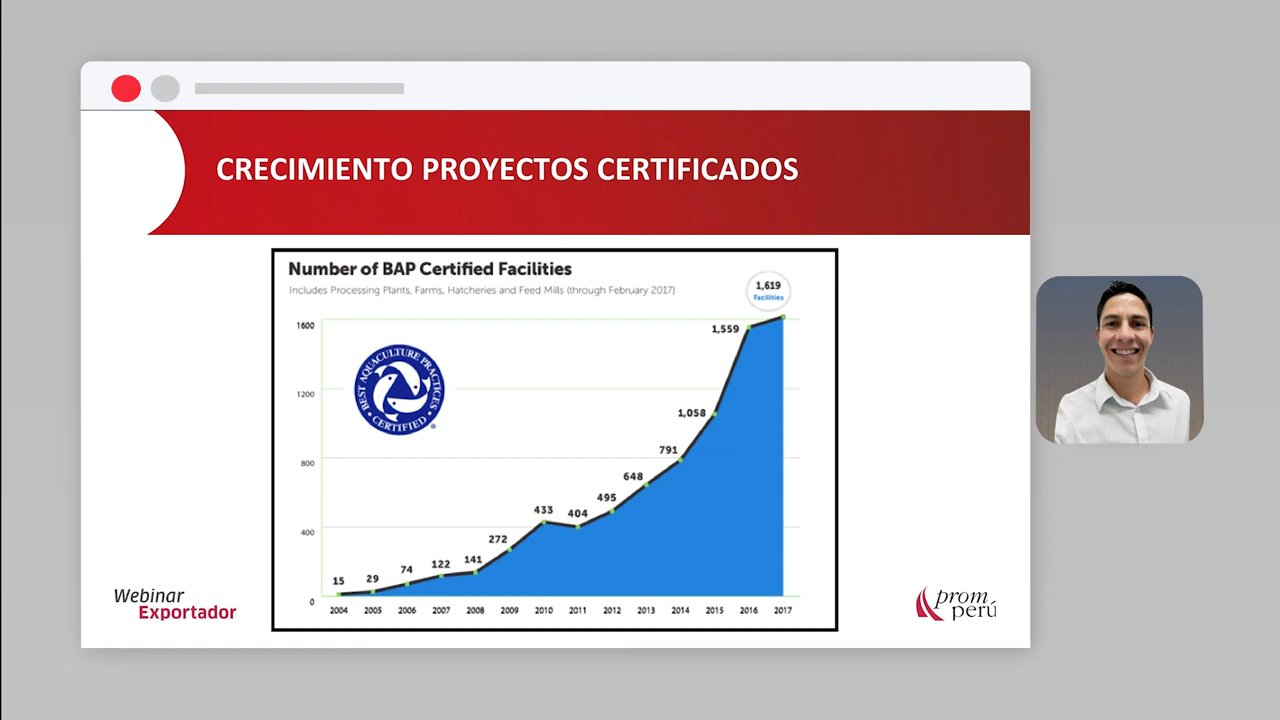 CRECIMIENTO PROYECTOS CERTIFICADOS
Number of BAP Certified Facilities
Includes Processing Plants, Farms, Hatcheries and Feed Mills (through February 2017)
1,619
Facilities
1600
1,559
BEST AQUACULTURE PRACTICES
• CERTIFIED •
®
1200
1,058
800
791
648
495
433
404
400
272
141
122
74
29
15
0
2004 2005 2006 2007 2008 2009 2010 2011 2012 2013 2014 2015 2016 2017
Webinar
Exportador
prom
perú